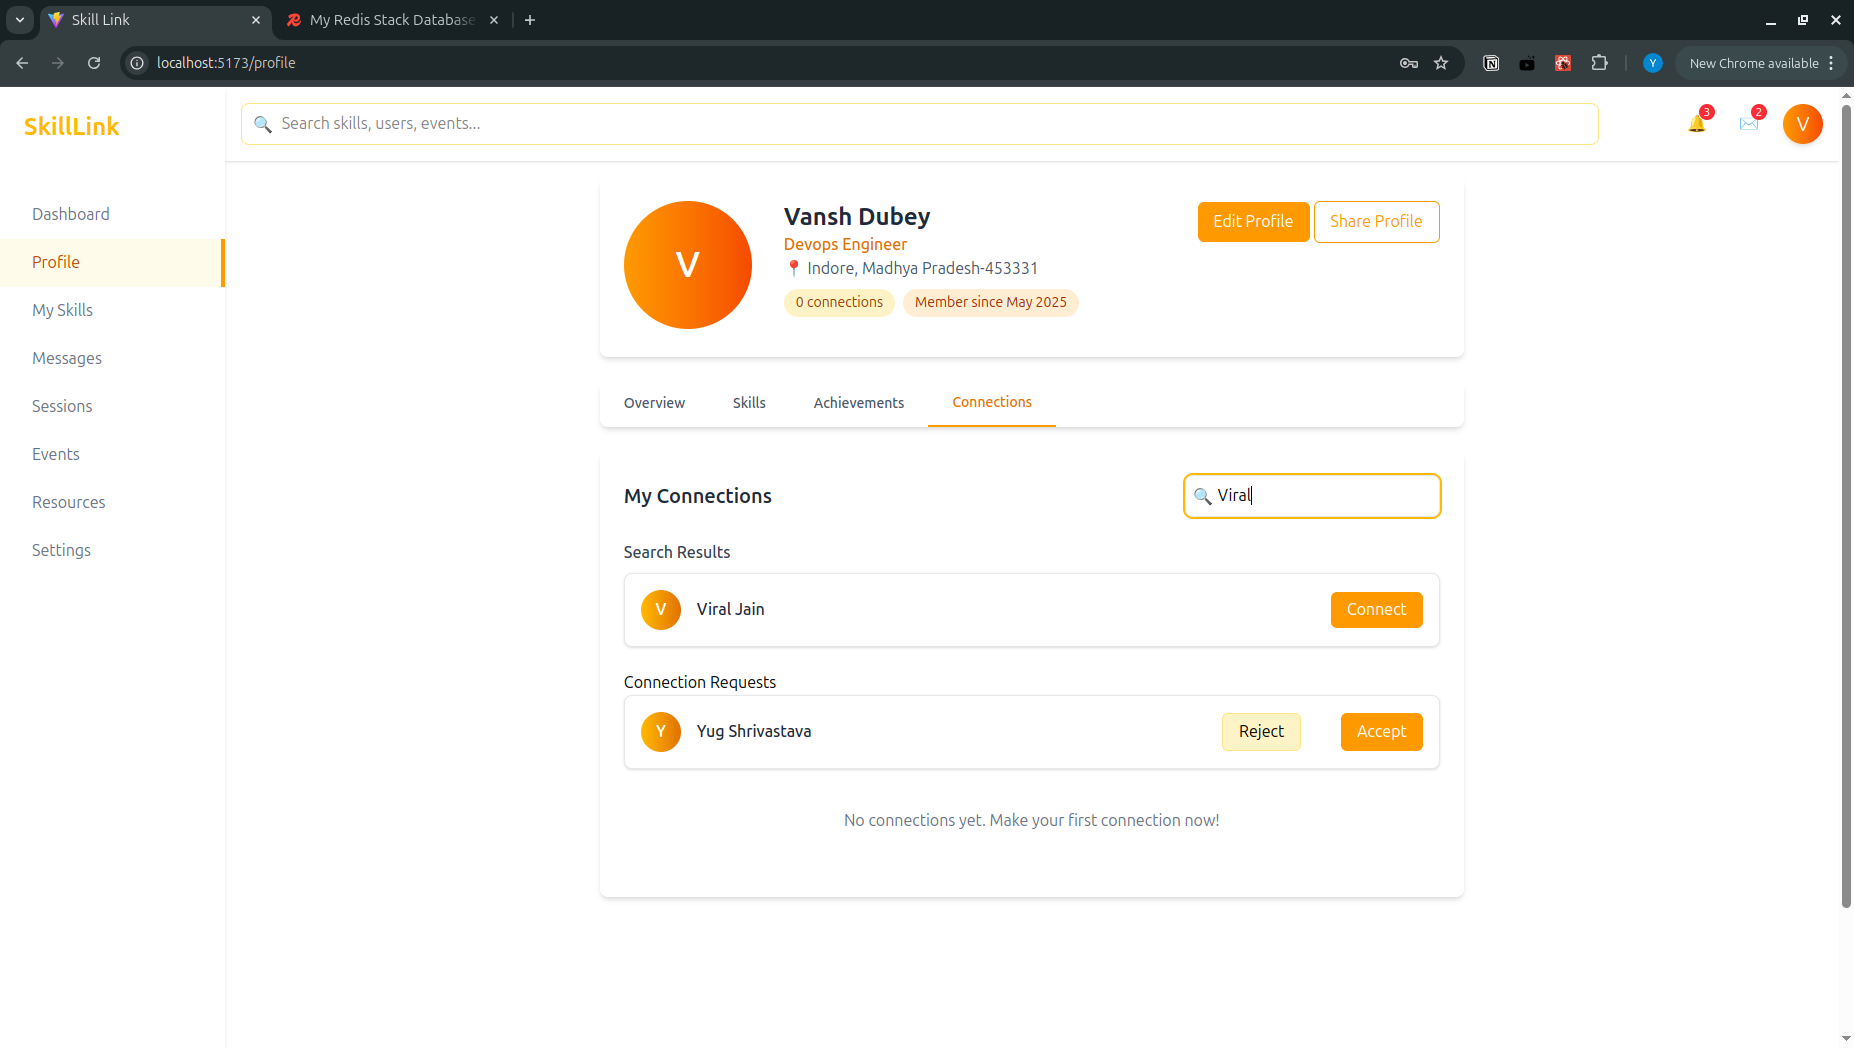 Skill Link
My Redis Stack Database
localhost:5173/profile
Y
New Chrome available
SkillLink
Search skills, users, events...
3
2
V
Dashboard
Profile
My Skills
Messages
Sessions
Events
Resources
Settings
V
Vansh Dubey
Devops Engineer
Indore, Madhya Pradesh-453331
0 connections
Member since May 2025
Edit Profile
Share Profile
Overview
Skills
Achievements
Connections
My Connections
Viral
Search Results
V
Viral Jain
Connect
Connection Requests
Y
Yug Shrivastava
Reject
Accept
No connections yet. Make your first connection now!